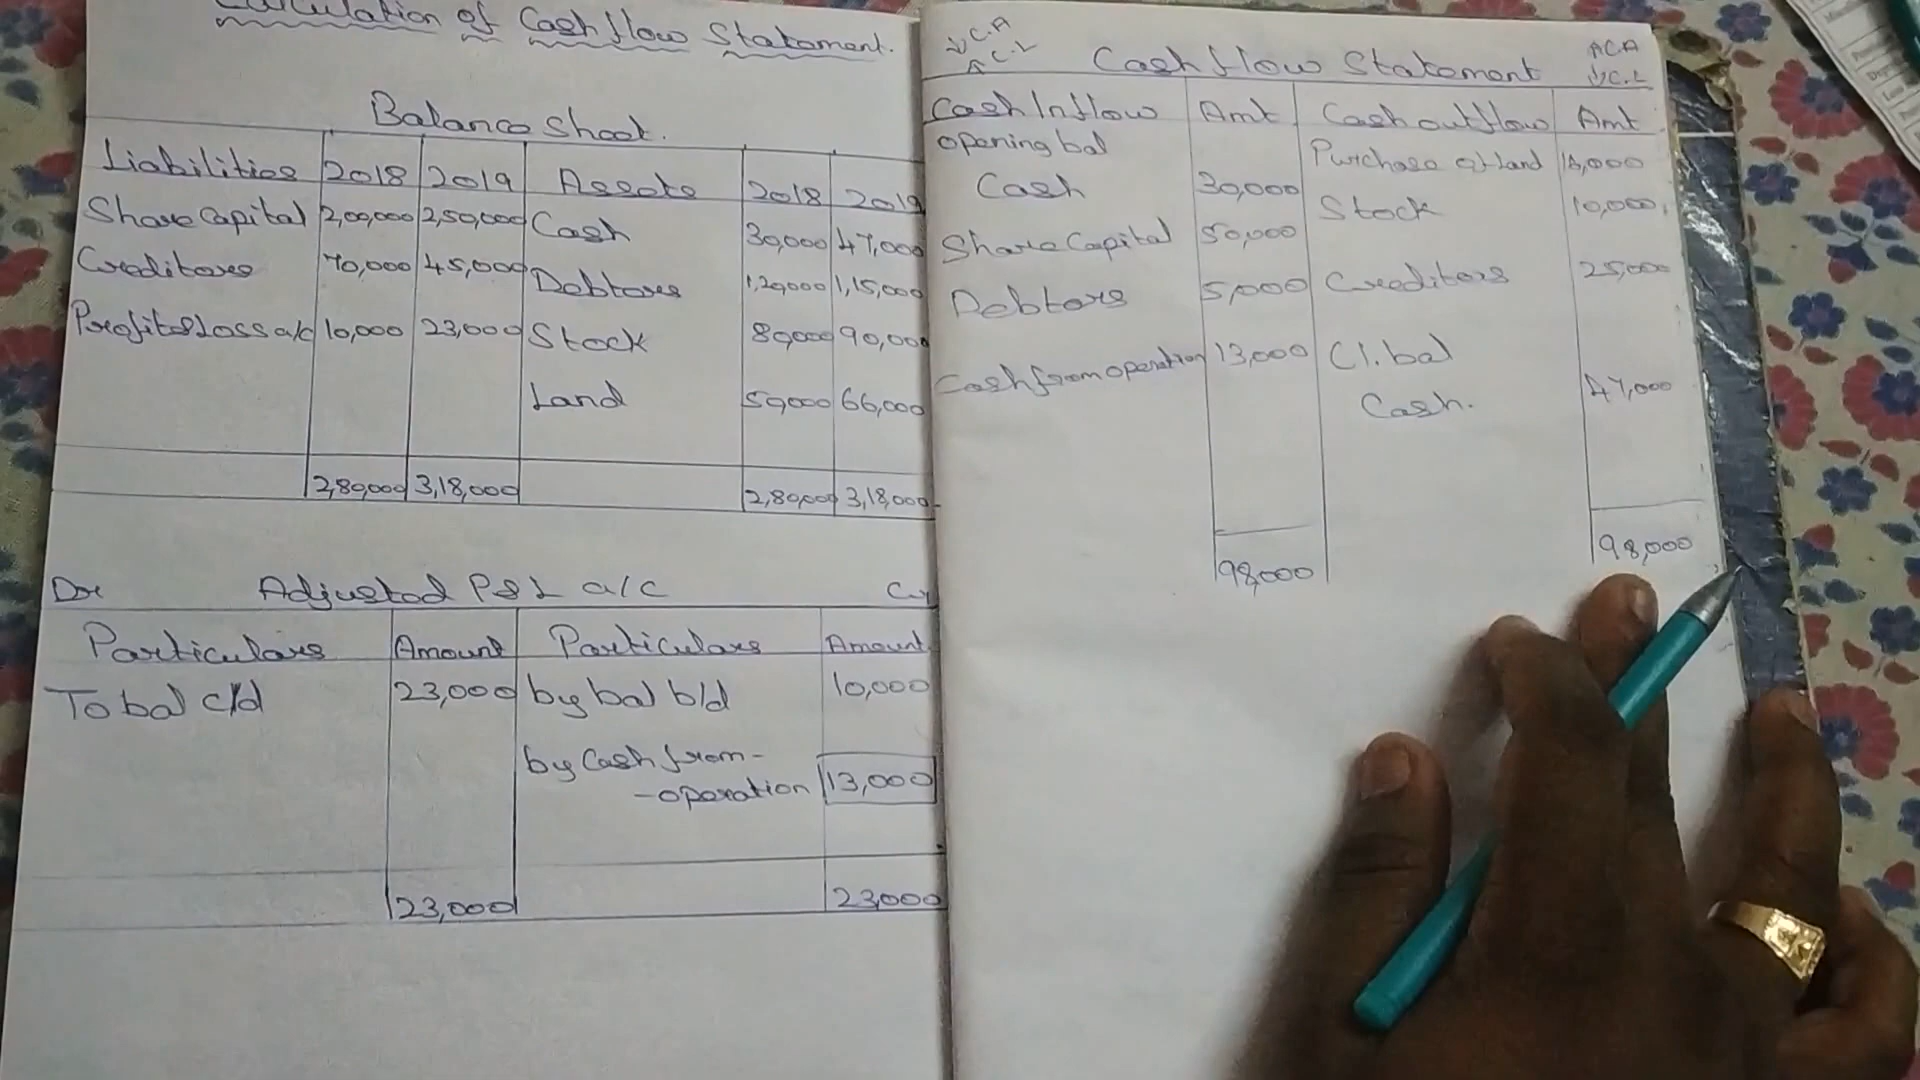 Calculation of Cash flow Statement.
Balance Sheet.
Liabilities 2018 2019 Assets 2018 2019
Share Capital 2,00,000 2,50,000 Cash 30,000 47,000
Creditors 70,000 45,000 Debtors 1,20,000 1,15,000
Profit & Loss a/c 10,000 23,000 Stock 80,000 90,000
Land 50,000 66,000
2,80,000 3,18,000 2,80,000 3,18,000
Dr Adjusted P&L a/c Cr
Particulars Amount Particulars Amount
To bal c/d 23,000 by bal b/d 10,000
by Cash from-
-operation 13,000
23,000 23,000
↓ C.A
↑ C.L
Cash flow Statement
↑C.A
↓C.L
Cash Inflow Amt Cash outflow Amt
Opening bal Purchase of land 16,000
Cash 30,000 Stock 10,000
Share Capital 50,000
Debtors 5,000 Creditors 25,000
Cash from operation 13,000 Cl. bal
Cash. 47,000
98,000 98,000